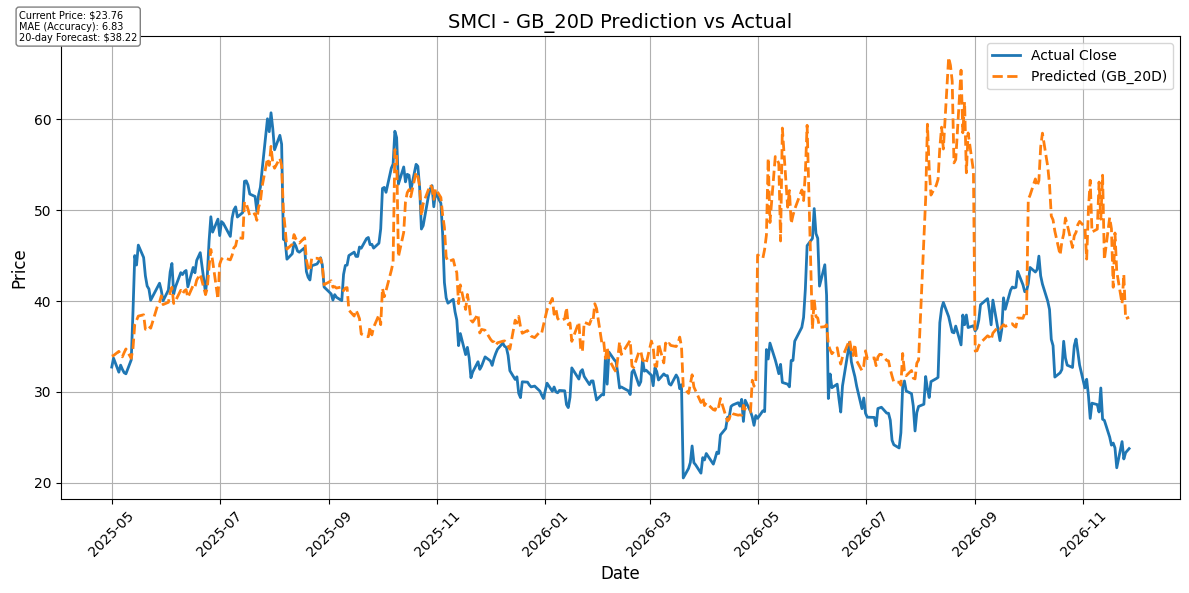 SMCI - GB_20D Prediction vs Actual
Current Price: $23.76
MAE (Accuracy): 6.83
20-day Forecast: $38.22
Actual Close
Predicted (GB_20D)
Price
60
50
40
30
20
2025-05
2025-07
2025-09
2025-11
2026-01
2026-03
2026-05
2026-07
2026-09
2026-11
Date